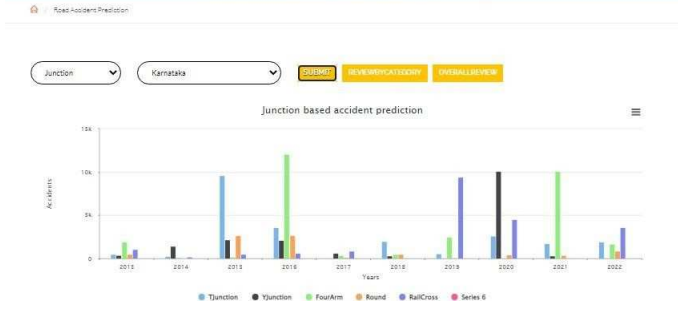 Road Accident Prediction
Junction Karnataka SUBMIT REVIEWBYCATEGORY OVERALLREVIEW
Junction based accident prediction
15k
10k
5k
0
Accidents
2013 2014 2015 2016 2017 2018 2019 2020 2021 2022
Years
TJunction YJunction FourArm Round RailCross Series 6